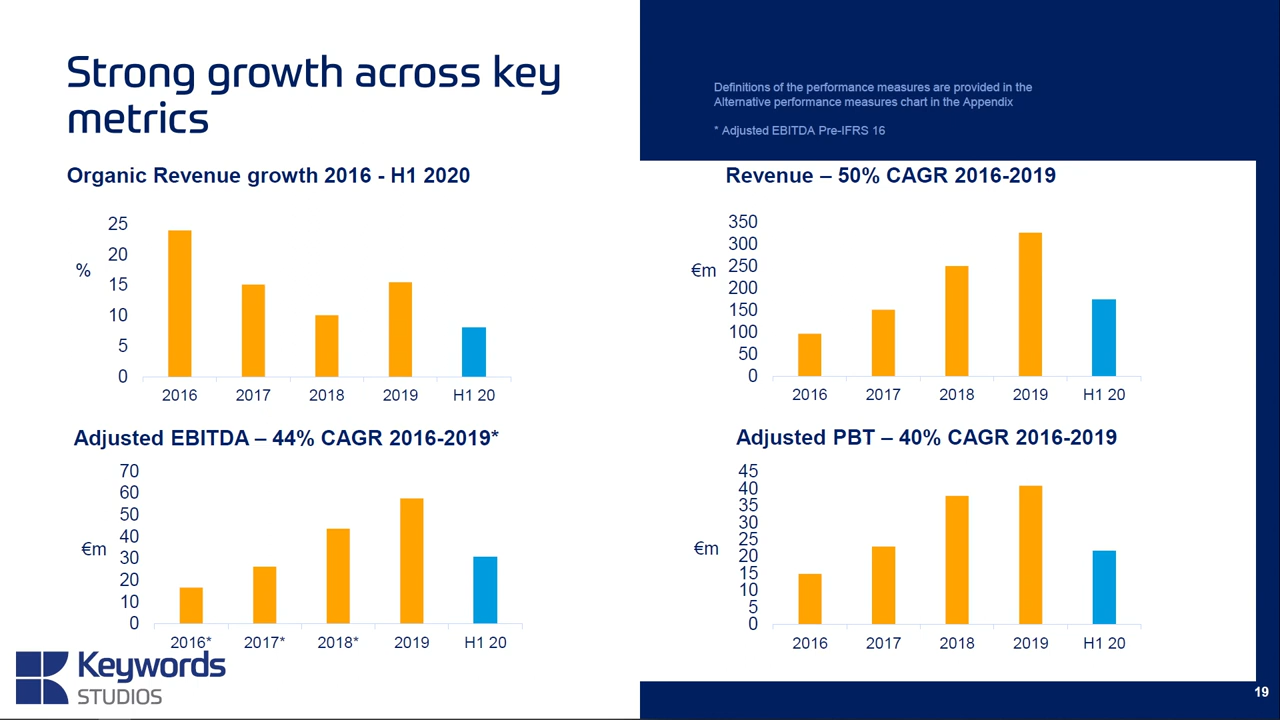 Strong growth across key
metrics
Definitions of the performance measures are provided in the
Alternative performance measures chart in the Appendix
* Adjusted EBITDA Pre-IFRS 16
Organic Revenue growth 2016 - H1 2020
%
25
20
15
10
5
0
2016 2017 2018 2019 H1 20
Revenue – 50% CAGR 2016-2019
€m
350
300
250
200
150
100
50
0
2016 2017 2018 2019 H1 20
Adjusted EBITDA – 44% CAGR 2016-2019*
€m
70
60
50
40
30
20
10
0
2016* 2017* 2018* 2019 H1 20
Adjusted PBT – 40% CAGR 2016-2019
€m
45
40
35
30
25
20
15
10
5
0
2016 2017 2018 2019 H1 20
Keywords
STUDIOS
19